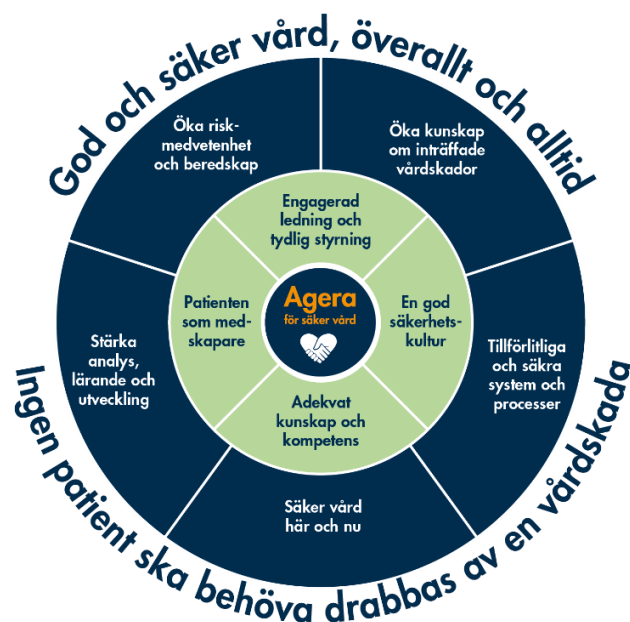 God och säker vård, överallt och alltid
Öka risk-
medvetenhet
och beredskap
Öka kunskap
om inträffade
vårdskador
Engagerad
ledning och
tydlig styrning
Patienten
som med-
skapare
Agera
för säker vård
En god
säkerhets-
kultur
Stärka
analys,
lärande och
utveckling
Tillförlitliga
och säkra
system och
processer
Adekvat
kunskap och
kompetens
Säker vård
här och nu
Ingen patient ska behöva drabbas av en vårdskada